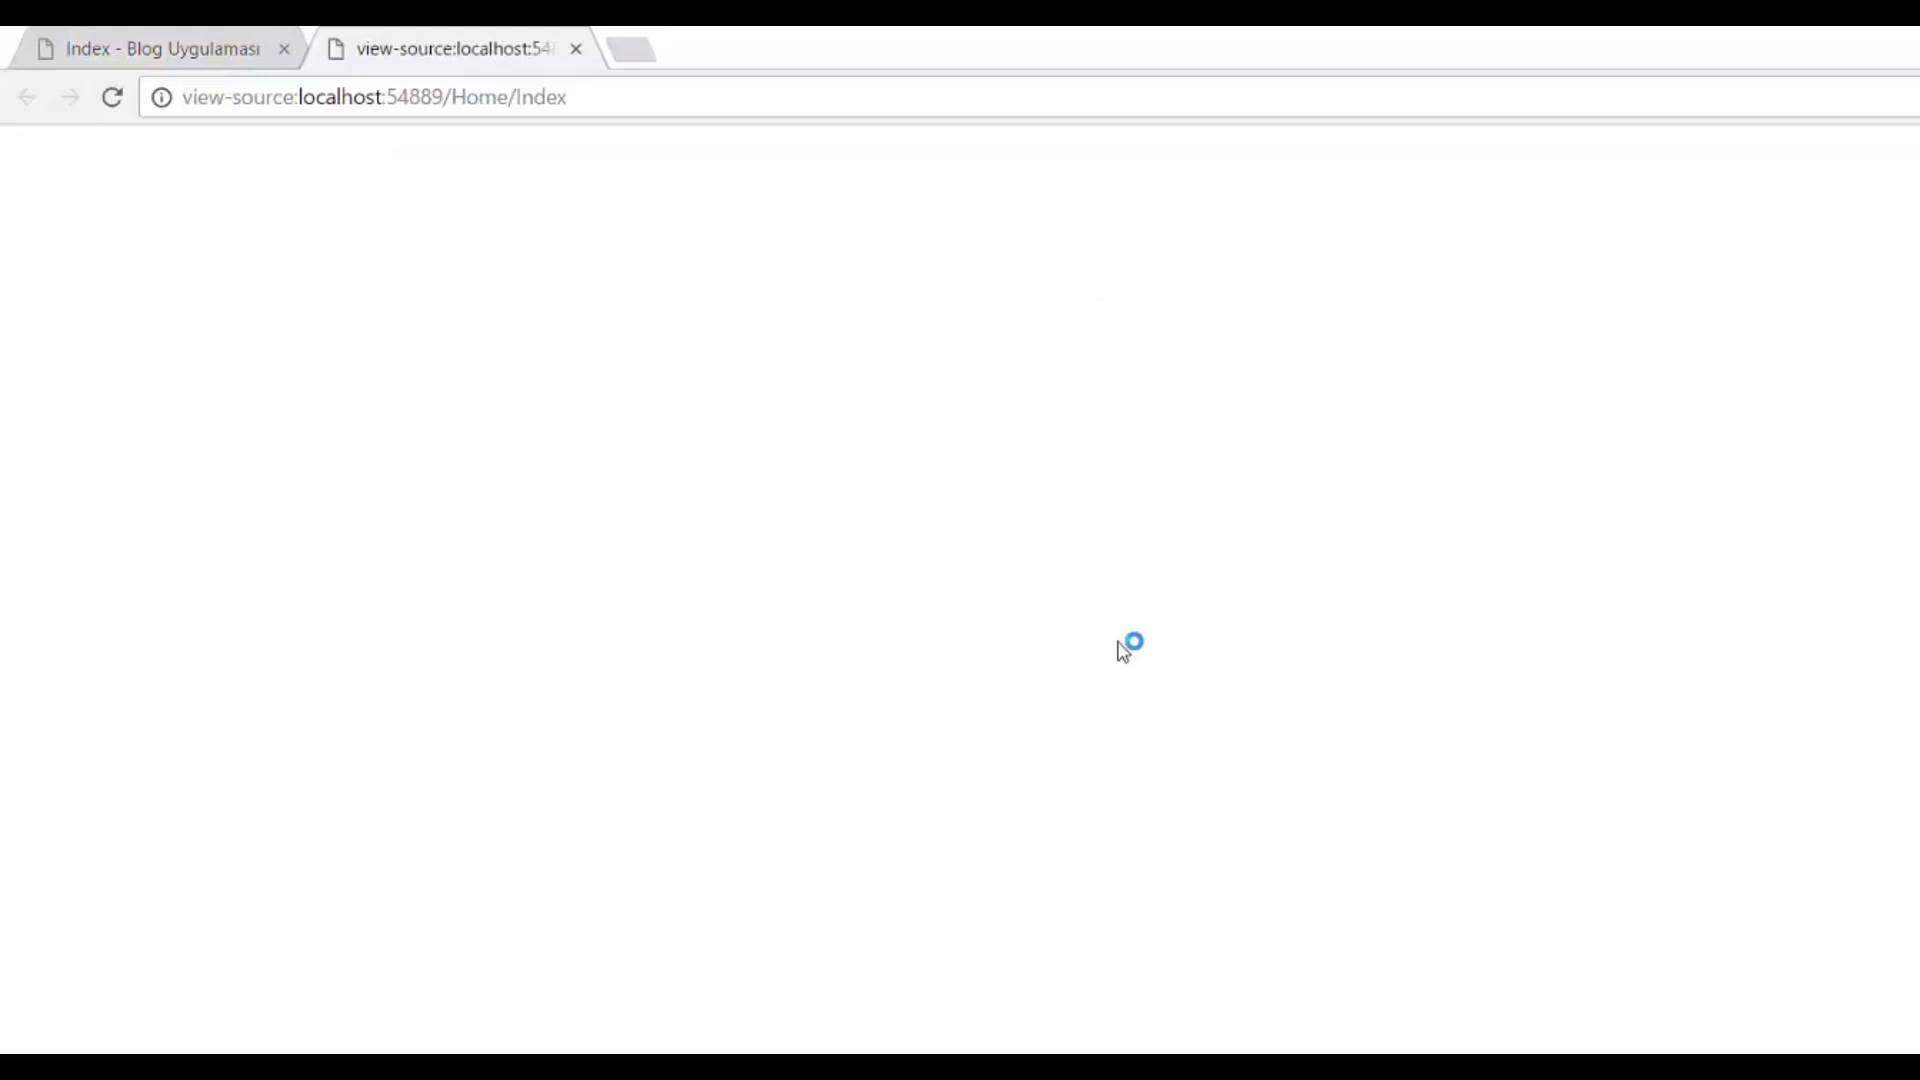 Index - Blog Uygulaması
view-source:localhost:54
view-source:localhost:54889/Home/Index